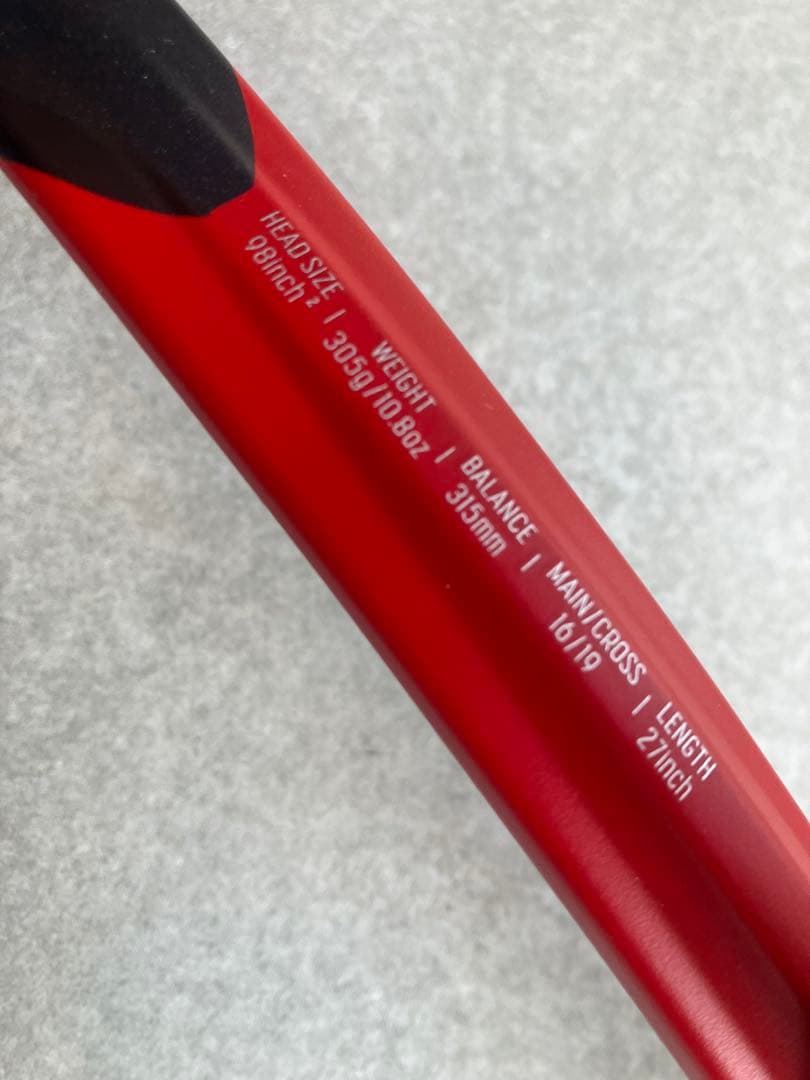 HEAD SIZE | WEIGHT | BALANCE | MAIN/CROSS | LENGTH
98inch² | 305g/10.8oz | 315mm | 16/19 | 27inch